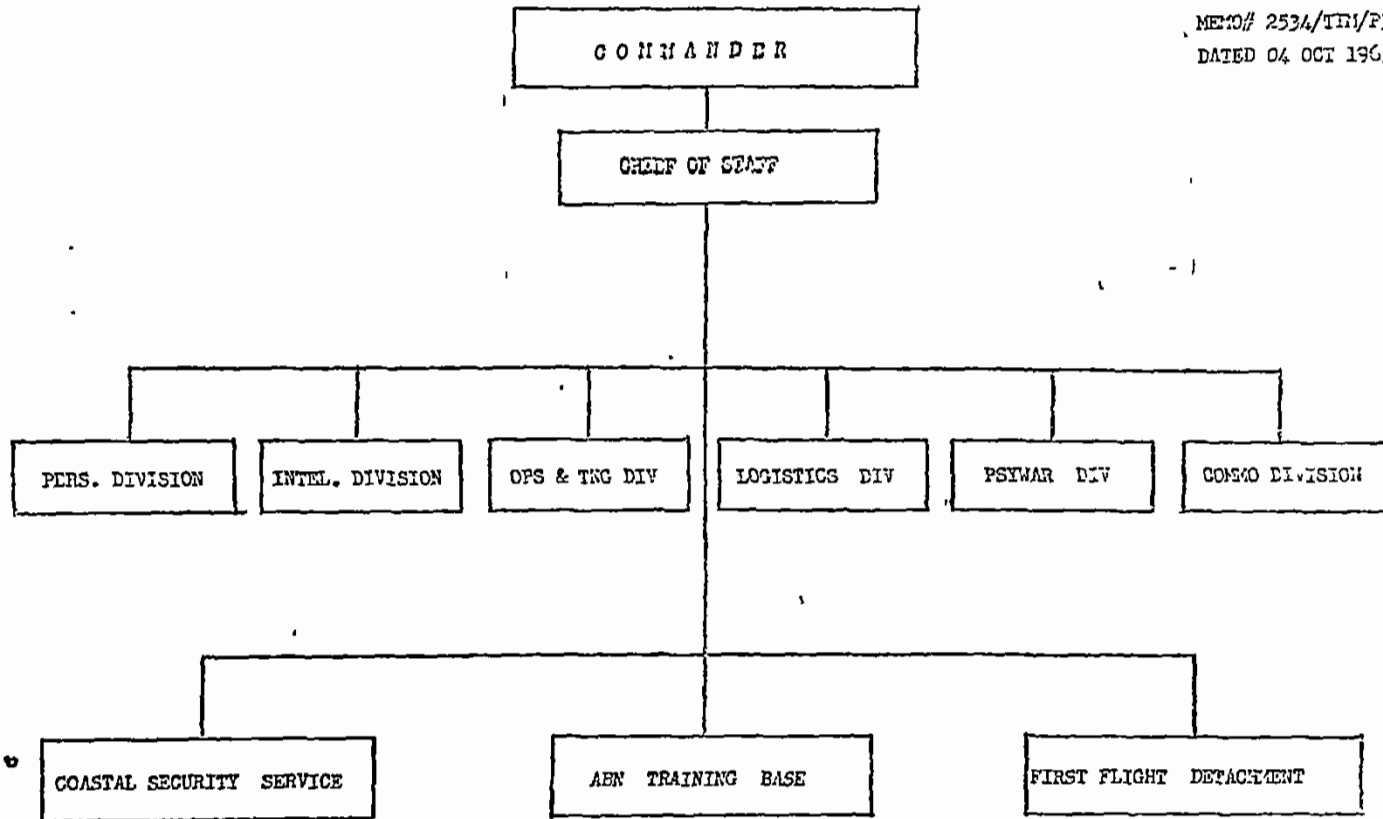 MEMO# 2534/TTM/P
DATED 04 OCT 196
COMMANDER
CHIEF OF STAFF
PERS. DIVISION
INTEL. DIVISION
OPS & TNG DIV
LOGISTICS DIV
PSYWAR DIV
COMMO DIVISION
COASTAL SECURITY SERVICE
ABN TRAINING BASE
FIRST FLIGHT DETACHMENT